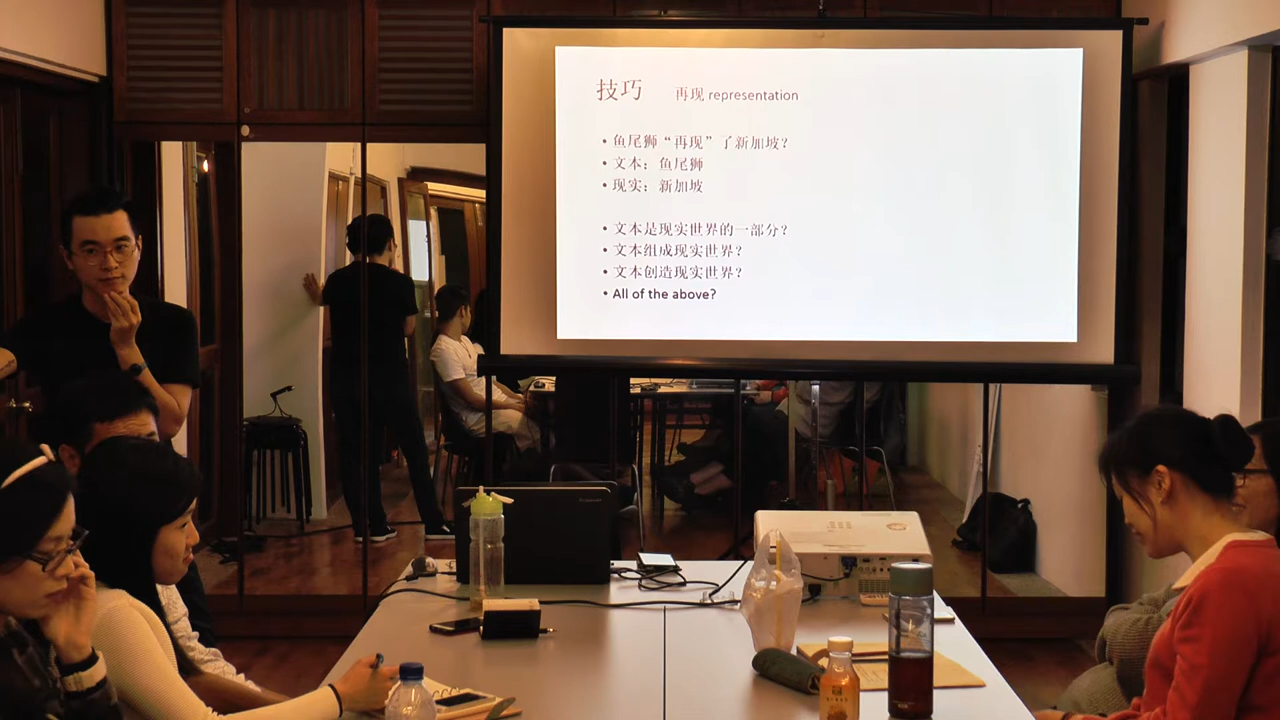 技巧 再现 representation
• 鱼尾狮“再现”了新加坡?
• 文本: 鱼尾狮
• 现实: 新加坡
• 文本是现实世界的一部分?
• 文本组成现实世界?
• 文本创造现实世界?
• All of the above?